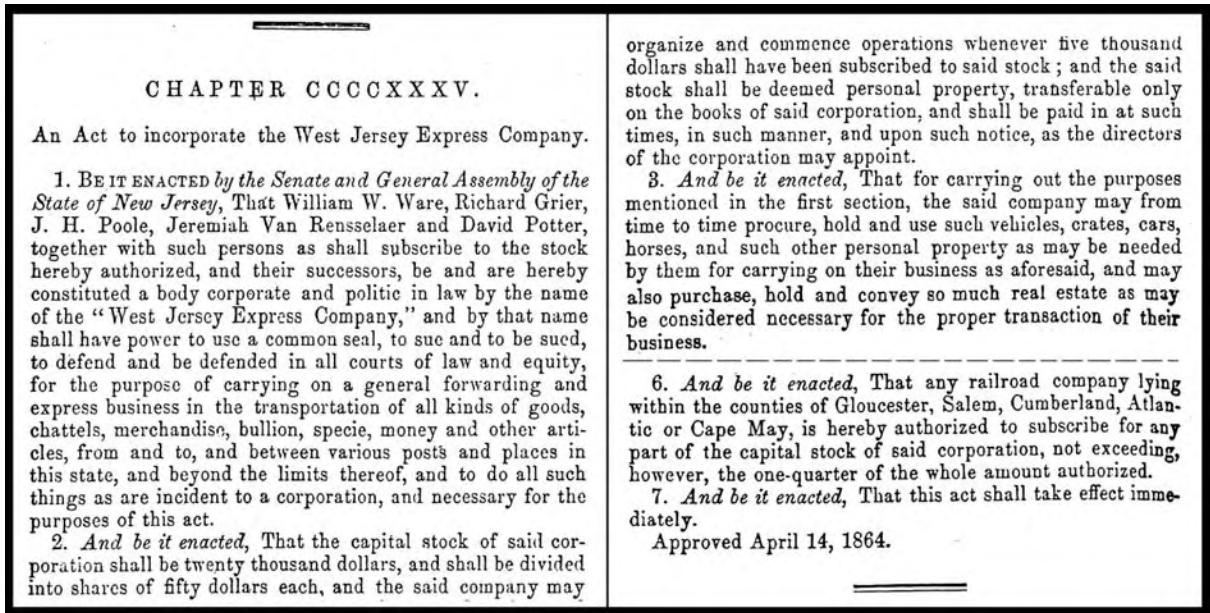 CHAPTER CCCCXXXV.
An Act to incorporate the West Jersey Express Company.
1. BE IT ENACTED by the Senate and General Assembly of the
State of New Jersey, That William W. Ware, Richard Grier,
J. H. Poole, Jeremiah Van Rensselaer and David Potter,
together with such persons as shall subscribe to the stock
hereby authorized, and their successors, be and are hereby
constituted a body corporate and politic in law by the name
of the "West Jersey Express Company," and by that name
shall have power to use a common seal, to sue and to be sued,
to defend and be defended in all courts of law and equity,
for the purpose of carrying on a general forwarding and
express business in the transportation of all kinds of goods,
chattels, merchandise, bullion, specie, money and other arti-
cles, from and to, and between various posts and places in
this state, and beyond the limits thereof, and to do all such
things as are incident to a corporation, and necessary for the
purposes of this act.
2. And be it enacted, That the capital stock of said cor-
poration shall be twenty thousand dollars, and shall be divided
into shares of fifty dollars each, and the said company may
organize and commence operations whenever five thousand
dollars shall have been subscribed to said stock; and the said
stock shall be deemed personal property, transferable only
on the books of said corporation, and shall be paid in at such
times, in such manner, and upon such notice, as the directors
of the corporation may appoint.
3. And be it enacted, That for carrying out the purposes
mentioned in the first section, the said company may from
time to time procure, hold and use such vehicles, crates, cars,
horses, and such other personal property as may be needed
by them for carrying on their business as aforesaid, and may
also purchase, hold and convey so much real estate as may
be considered necessary for the proper transaction of their
business.
6. And be it enacted, That any railroad company lying
within the counties of Gloucester, Salem, Cumberland, Atlan-
tic or Cape May, is hereby authorized to subscribe for any
part of the capital stock of said corporation, not exceeding,
however, the one-quarter of the whole amount authorized.
7. And be it enacted, That this act shall take effect imme-
diately.
Approved April 14, 1864.